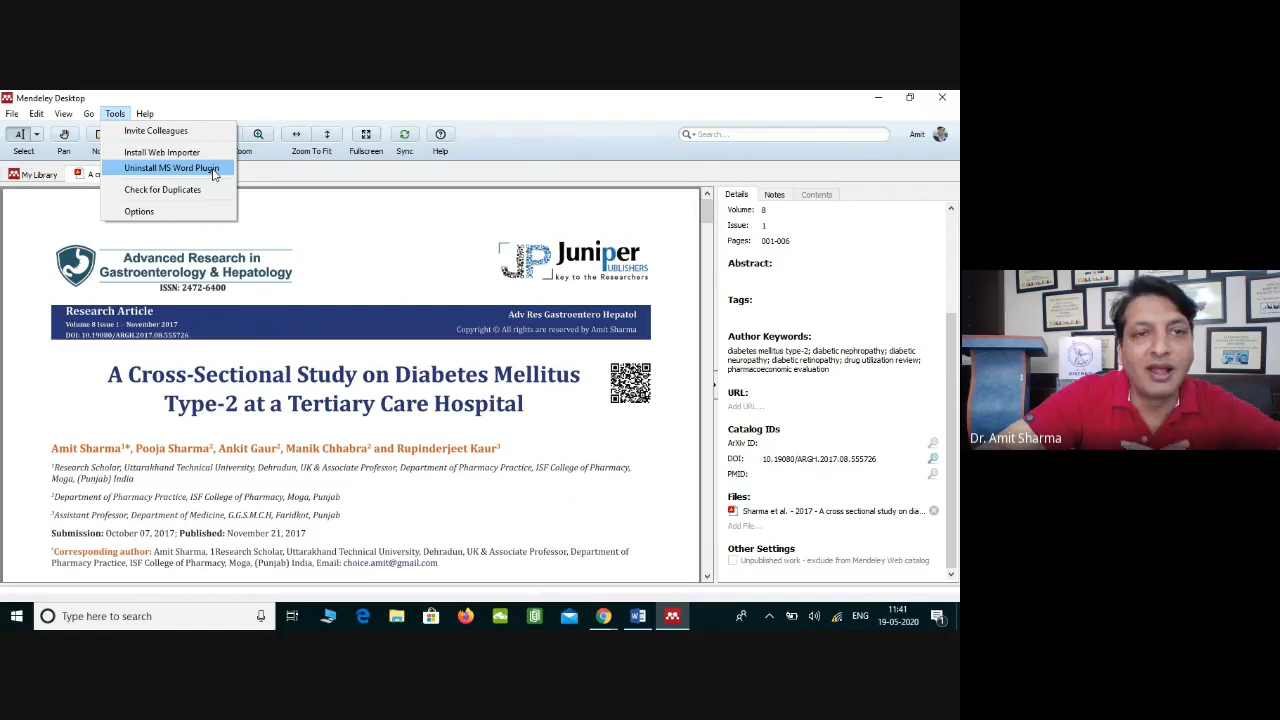 Mendeley Desktop
File Edit View Go Tools Help
Invite Colleagues
Install Web Importer
Uninstall MS Word Plugin
Check for Duplicates
Options
Select Pan Zoom To Fit Fullscreen Sync Help
Search...
Amit
My Library
Details Notes Contents
Advanced Research in
Gastroenterology & Hepatology
ISSN: 2472-6400
JP Juniper
PUBLISHERS
key to the Researchers
Research Article
Volume 8 Issue 1 - November 2017
DOI: 10.19080/ARGH.2017.08.555726
Adv Res Gastroentero Hepatol
Copyright © All rights are reserved by Amit Sharma
A Cross-Sectional Study on Diabetes Mellitus
Type-2 at a Tertiary Care Hospital
Amit Sharma¹*, Pooja Sharma², Ankit Gaur², Manik Chhabra² and Rupinderjeet Kaur³
¹Research Scholar, Uttarakhand Technical University, Dehradun, UK & Associate Professor, Department of Pharmacy Practice, ISF College of Pharmacy,
Moga, (Punjab) India
²Department of Pharmacy Practice, ISF College of Pharmacy, Moga, Punjab
³Assistant Professor, Department of Medicine, G.G.S.M.C.H, Faridkot, Punjab
Submission: October 07, 2017; Published: November 21, 2017
*Corresponding author: Amit Sharma, 1Research Scholar, Uttarakhand Technical University, Dehradun, UK & Associate Professor, Department of
Pharmacy Practice, ISF College of Pharmacy, Moga, (Punjab) India, Email: choice.amit@gmail.com
Volume: 8
Issue: 1
Pages: 001-006
Abstract:
Tags:
Author Keywords:
diabetes mellitus type-2; diabetic nephropathy; diabetic
neuropathy; diabetic retinopathy; drug utilization review;
pharmacoeconomic evaluation
URL:
Add URL...
Catalog IDs
ArXiv ID:
DOI: 10.19080/ARGH.2017.08.555726
PMID:
Files:
Sharma et al. - 2017 - A cross sectional study on dia...
Add File...
Other Settings
Unpublished work - exclude from Mendeley Web catalog
Type here to search
ENG
11:41
19-05-2020
Dr. Amit Sharma